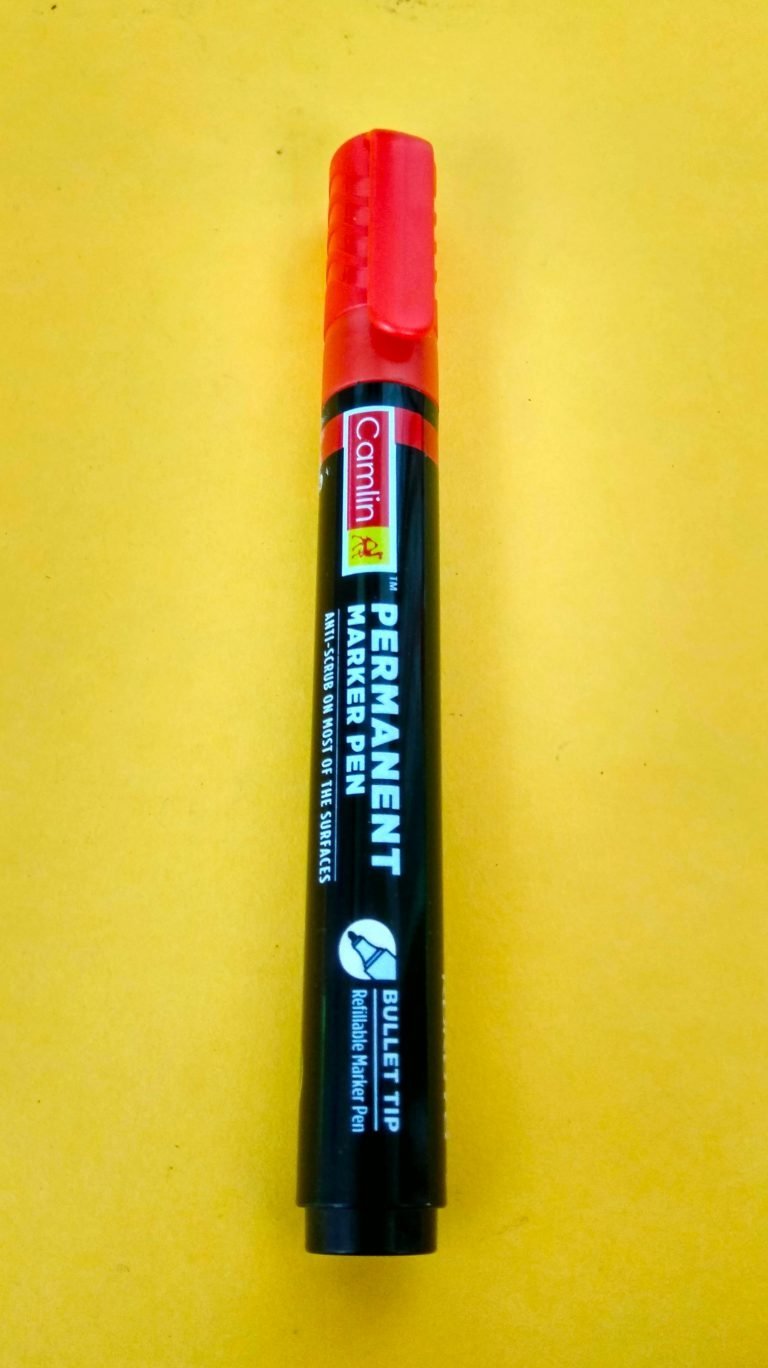 Camlin
TM
PERMANENT
MARKER PEN
ANTI-SCRUB ON MOST OF THE SURFACES
BULLET TIP
Refillable Marker Pen